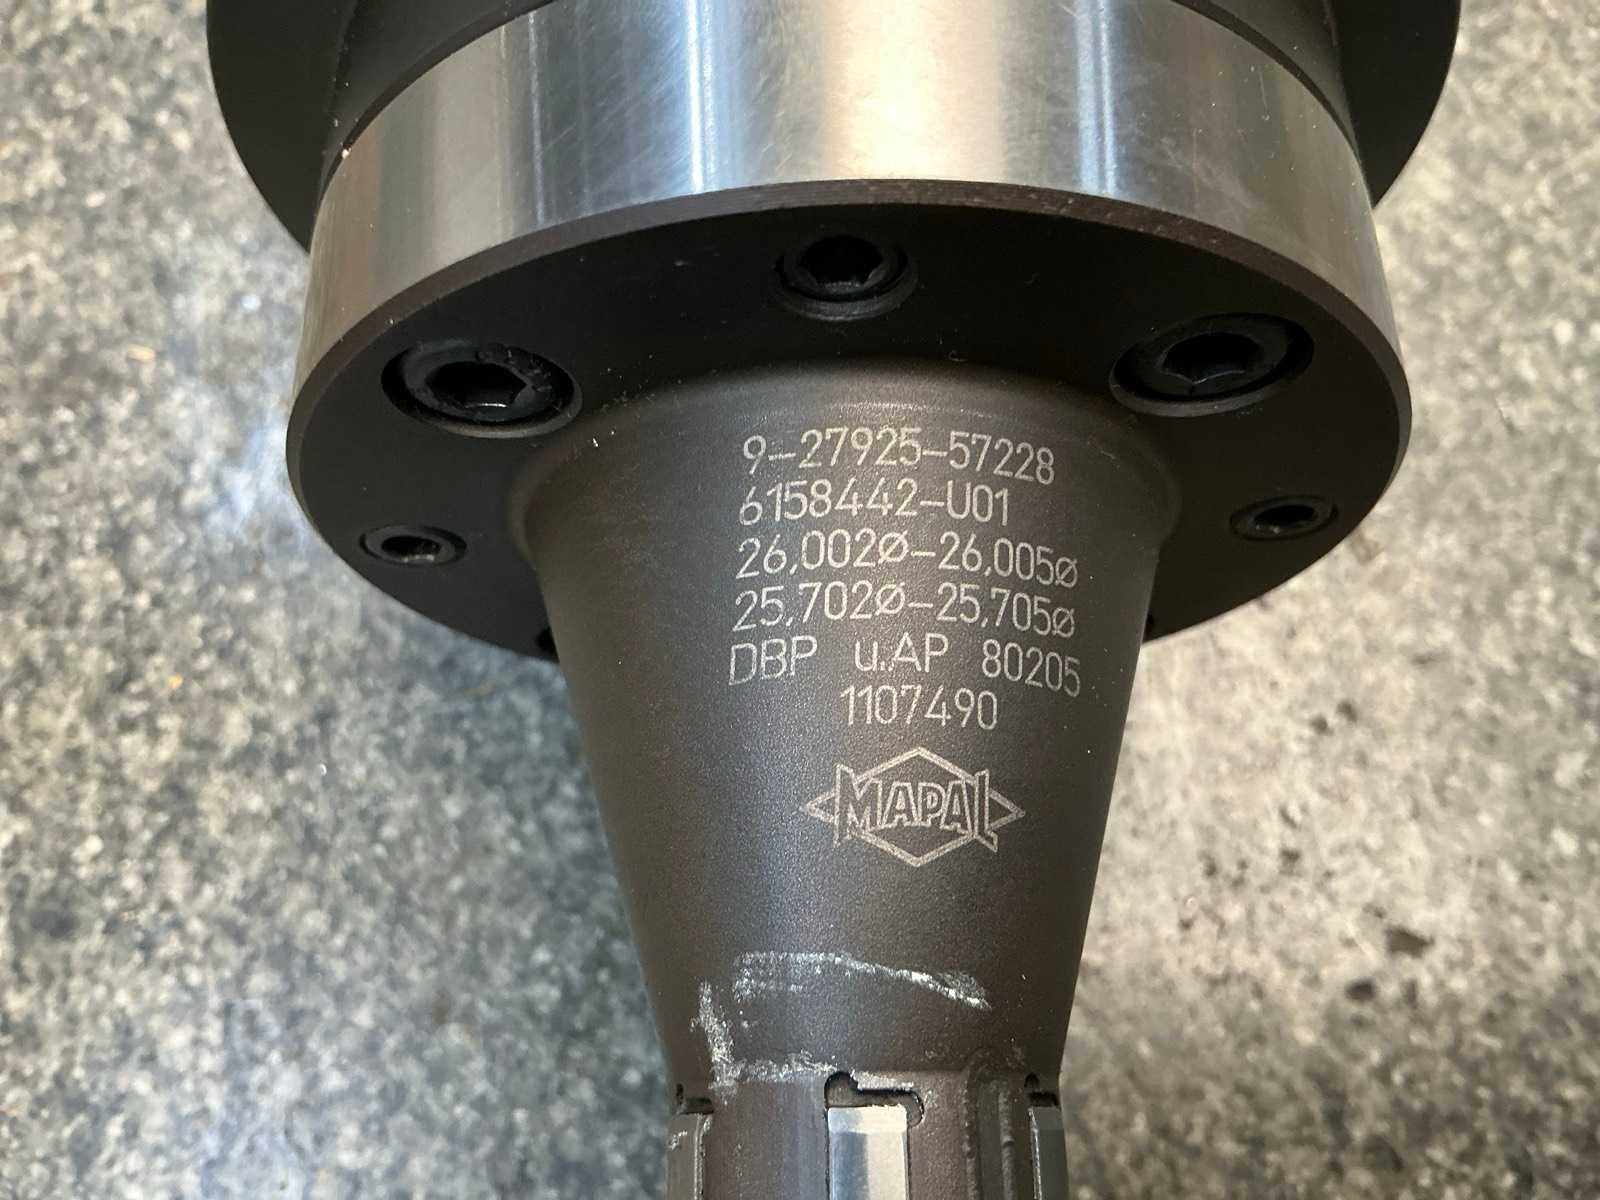 9-27925-57228
6158442-U01
26,002Ø-26,005Ø
25,702Ø-25,705Ø
DBP u.AP 80205
1107490
MAPAL